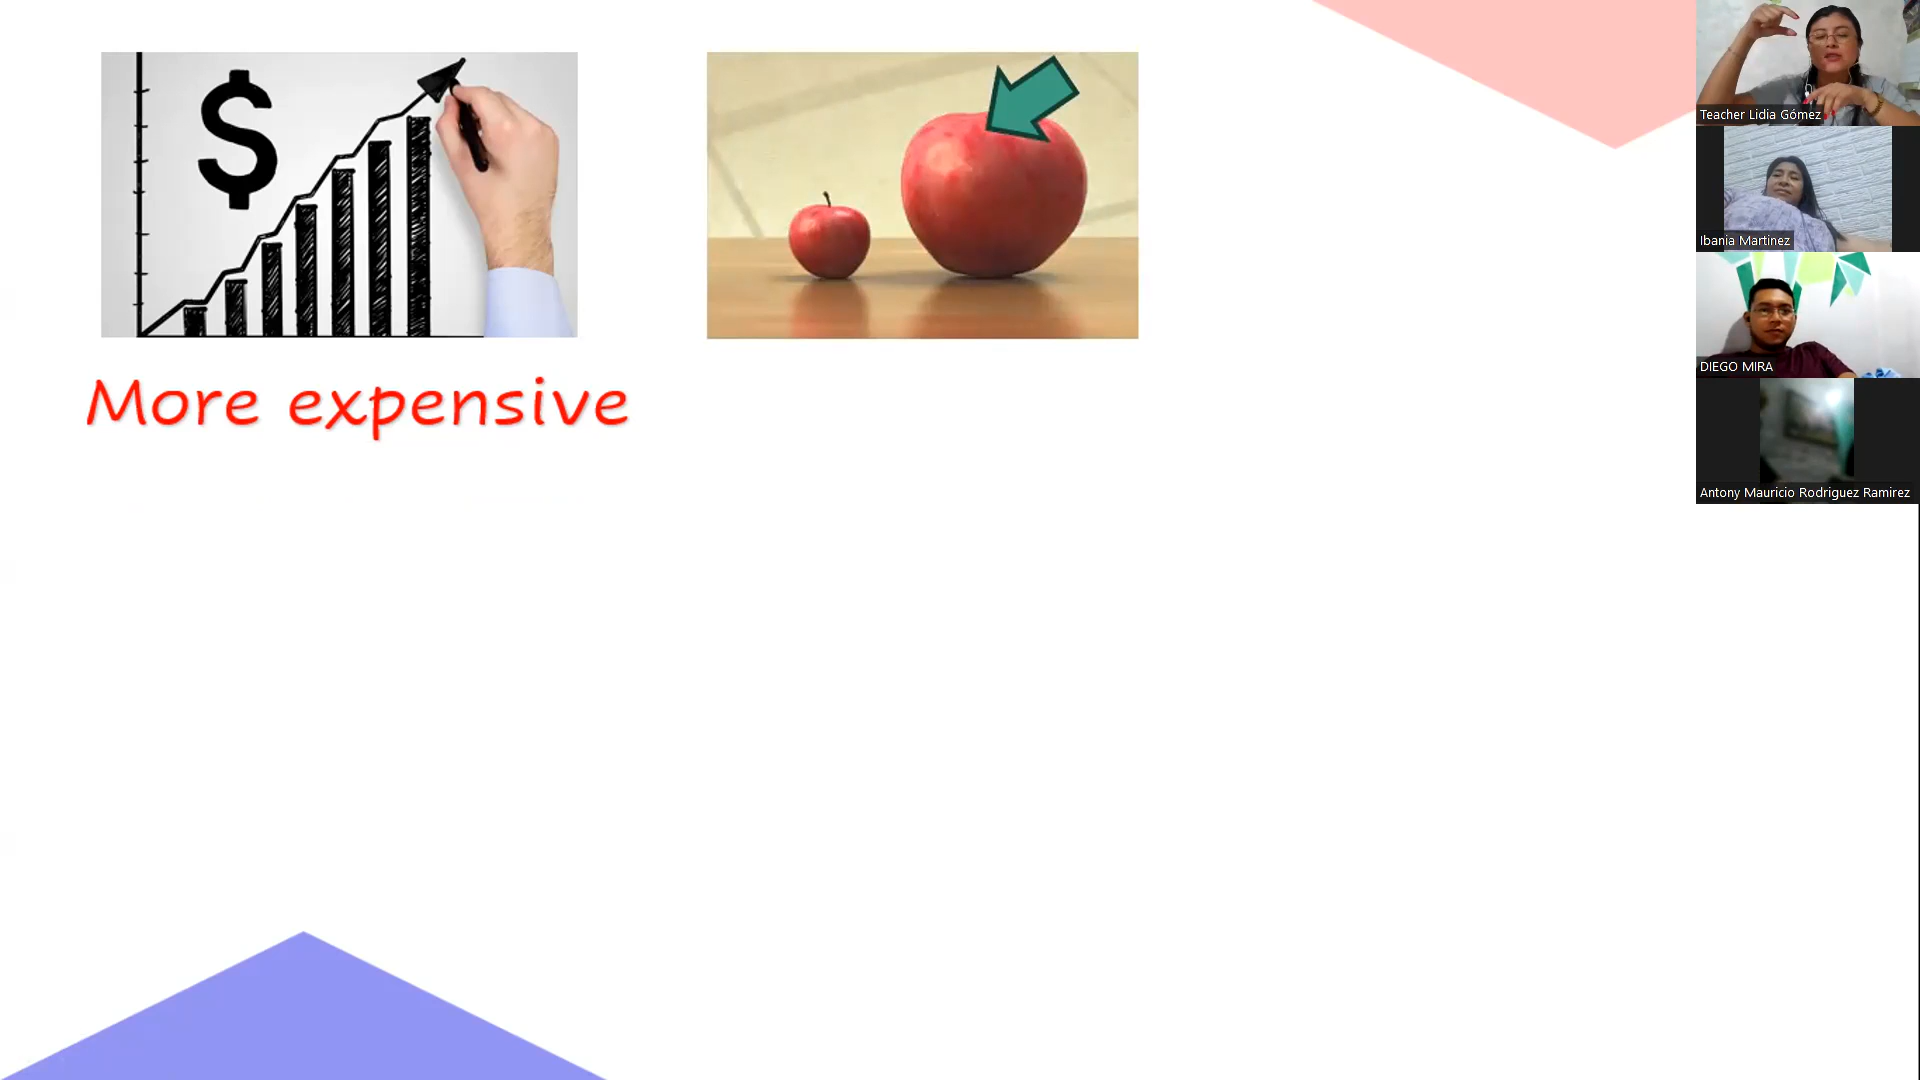 $
More expensive
Teacher Lidia Gómez
Ibania Martinez
DIEGO MIRA
Antony Mauricio Rodriguez Ramirez